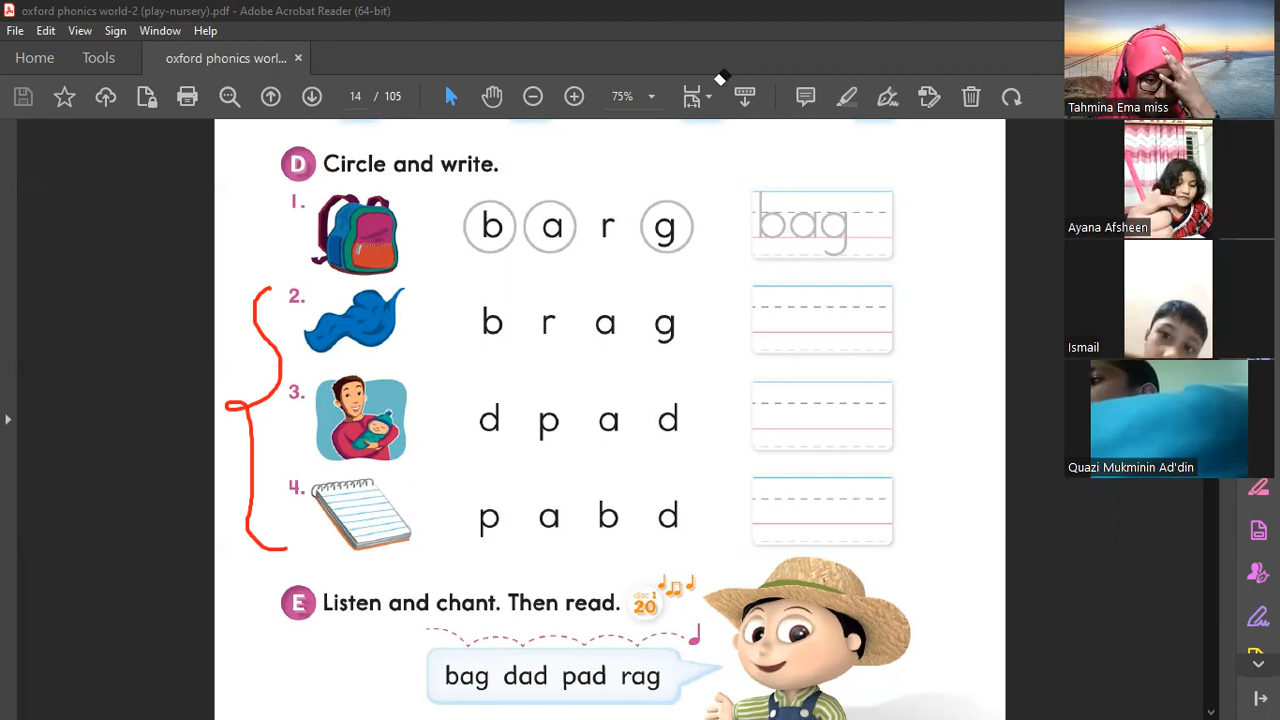 oxford phonics world-2 (play-nursery).pdf - Adobe Acrobat Reader (64-bit)
File Edit View Sign Window Help
Home Tools oxford phonics worl... ×
14 / 105 75%
D Circle and write.
1. b a r g bag
2. b r a g
3. d p a d
4. p a b d
E Listen and chant. Then read. disc 1 20
bag dad pad rag
Tahmina Ema miss
Ayana Afsheen
Ismail
Quazi Mukminin Ad'din